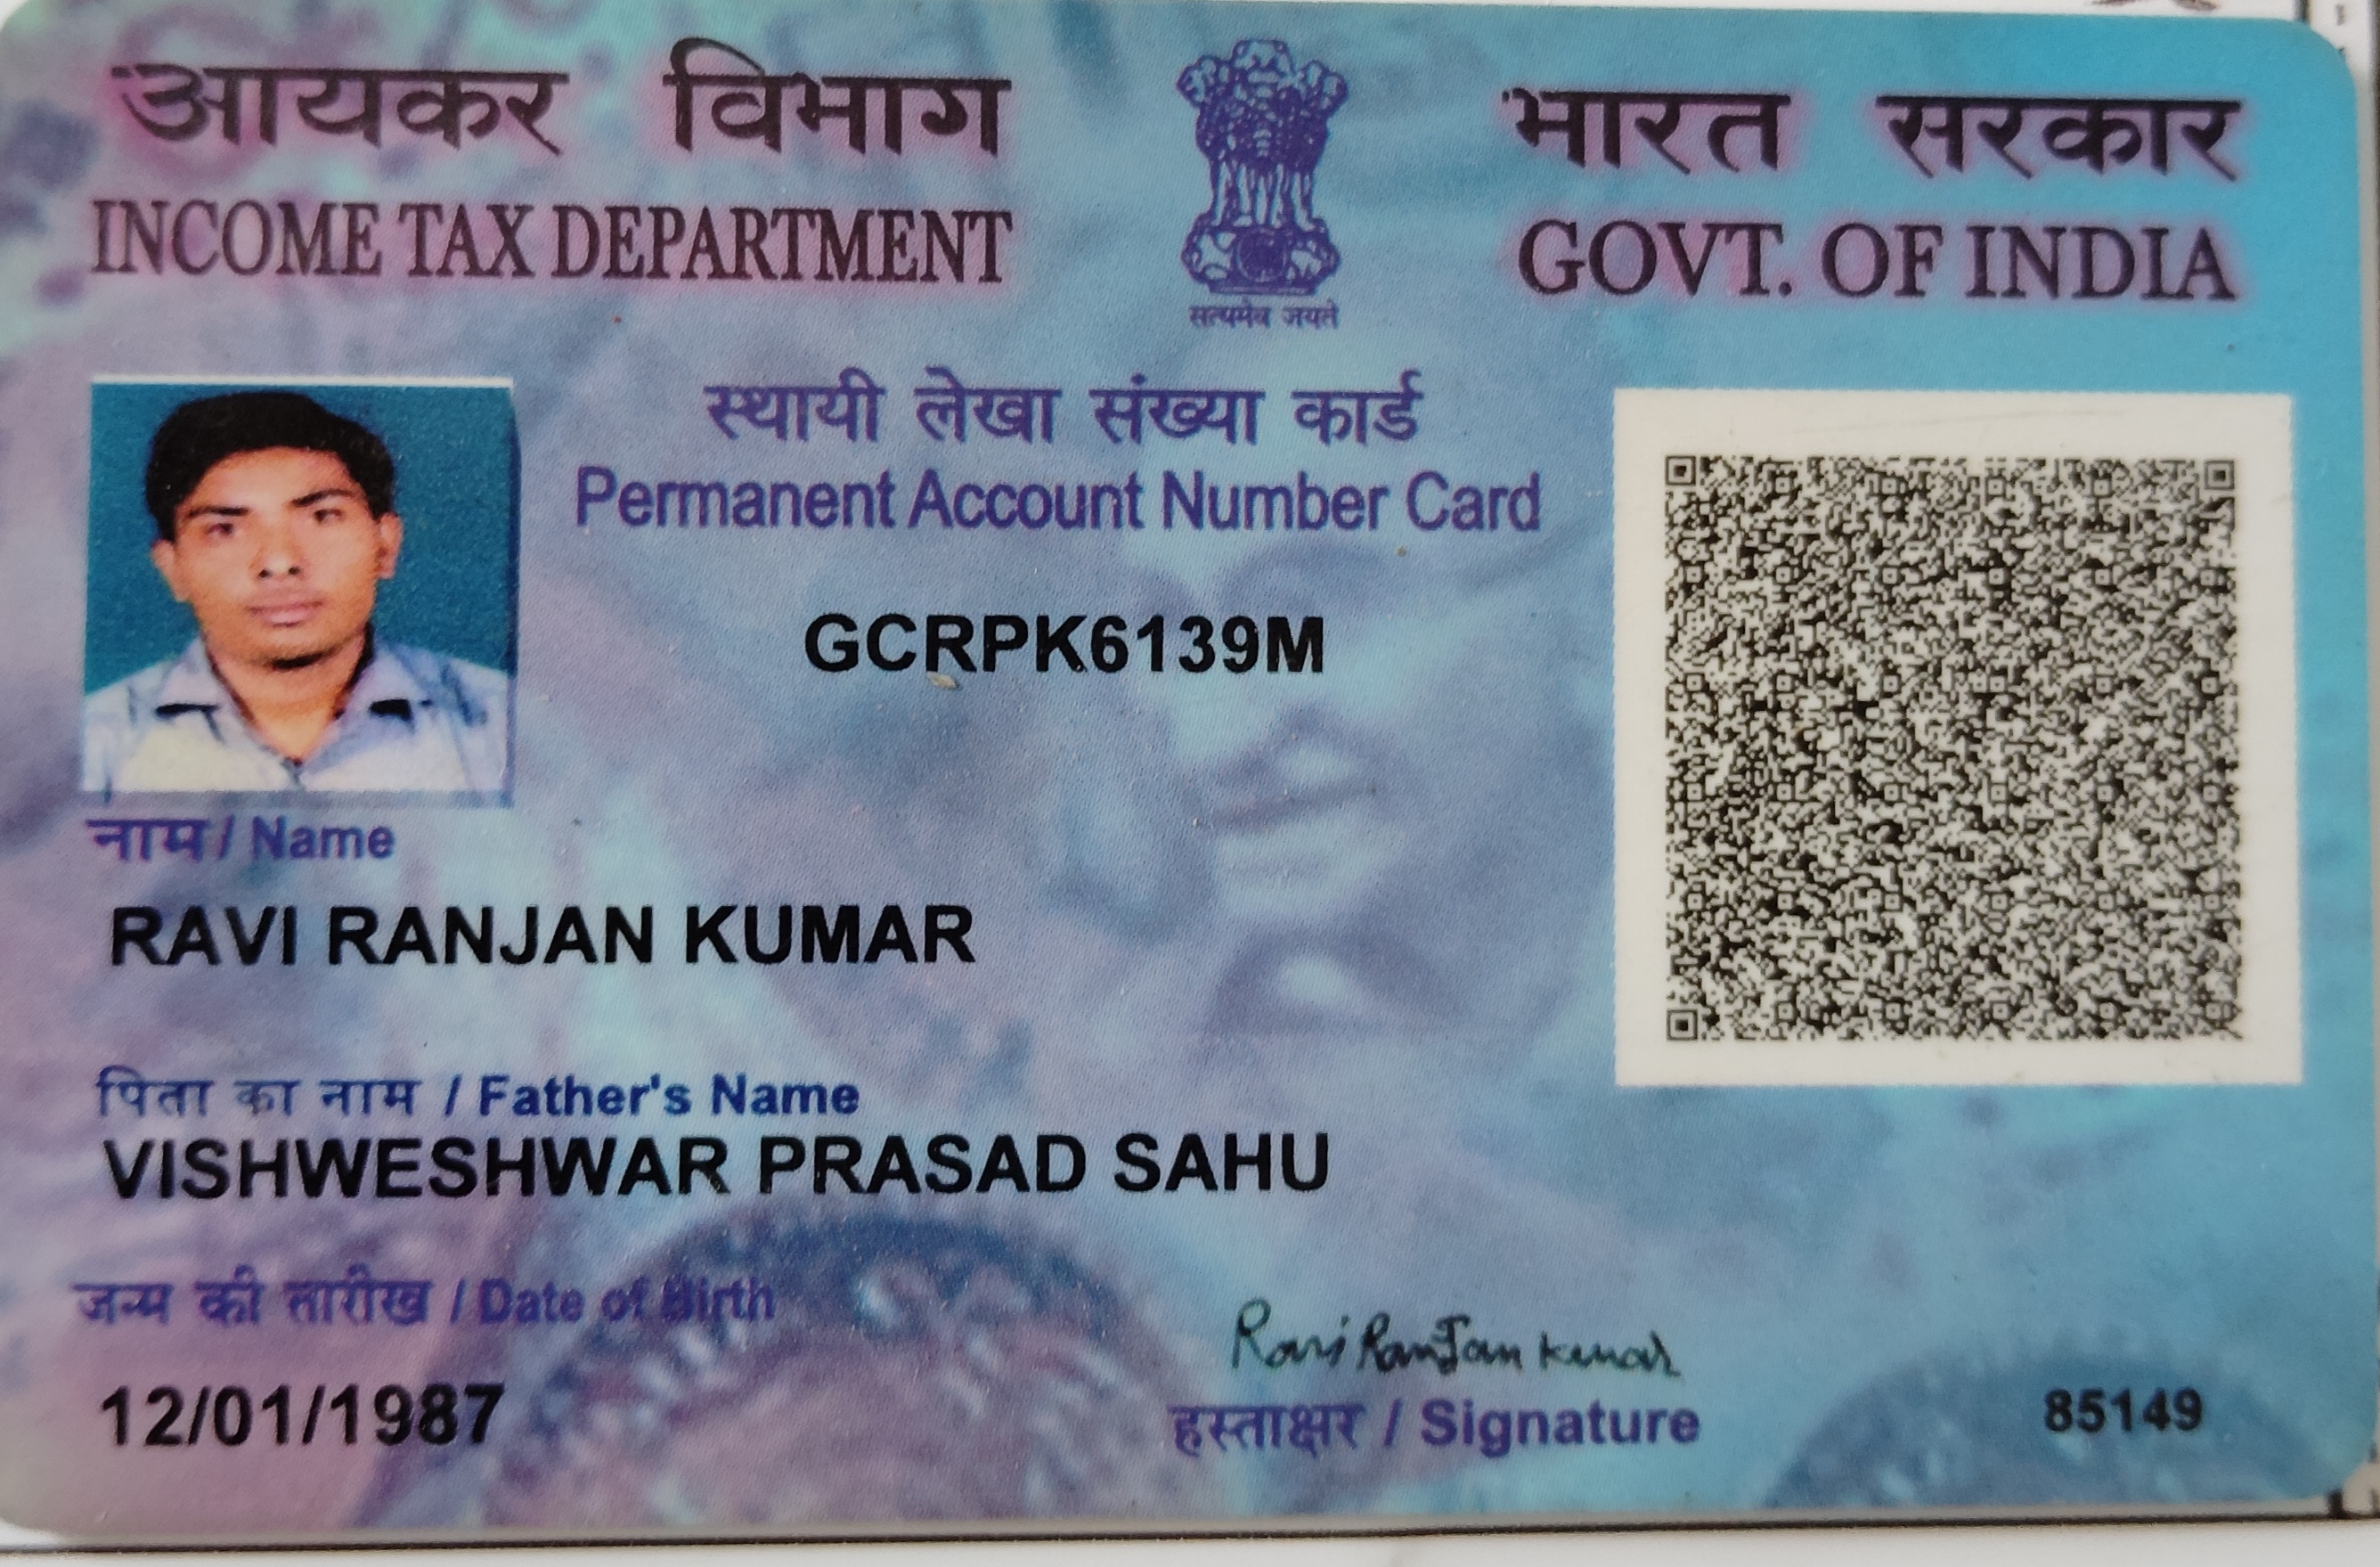 आयकर विभाग
INCOME TAX DEPARTMENT
सत्यमेव जयते
भारत सरकार
GOVT. OF INDIA
स्थायी लेखा संख्या कार्ड
Permanent Account Number Card
GCRPK6139M
नाम / Name
RAVI RANJAN KUMAR
पिता का नाम / Father's Name
VISHWESHWAR PRASAD SAHU
जन्म की तारीख / Date of Birth
12/01/1987
Ravi Ranjan Kumar
हस्ताक्षर / Signature
85149